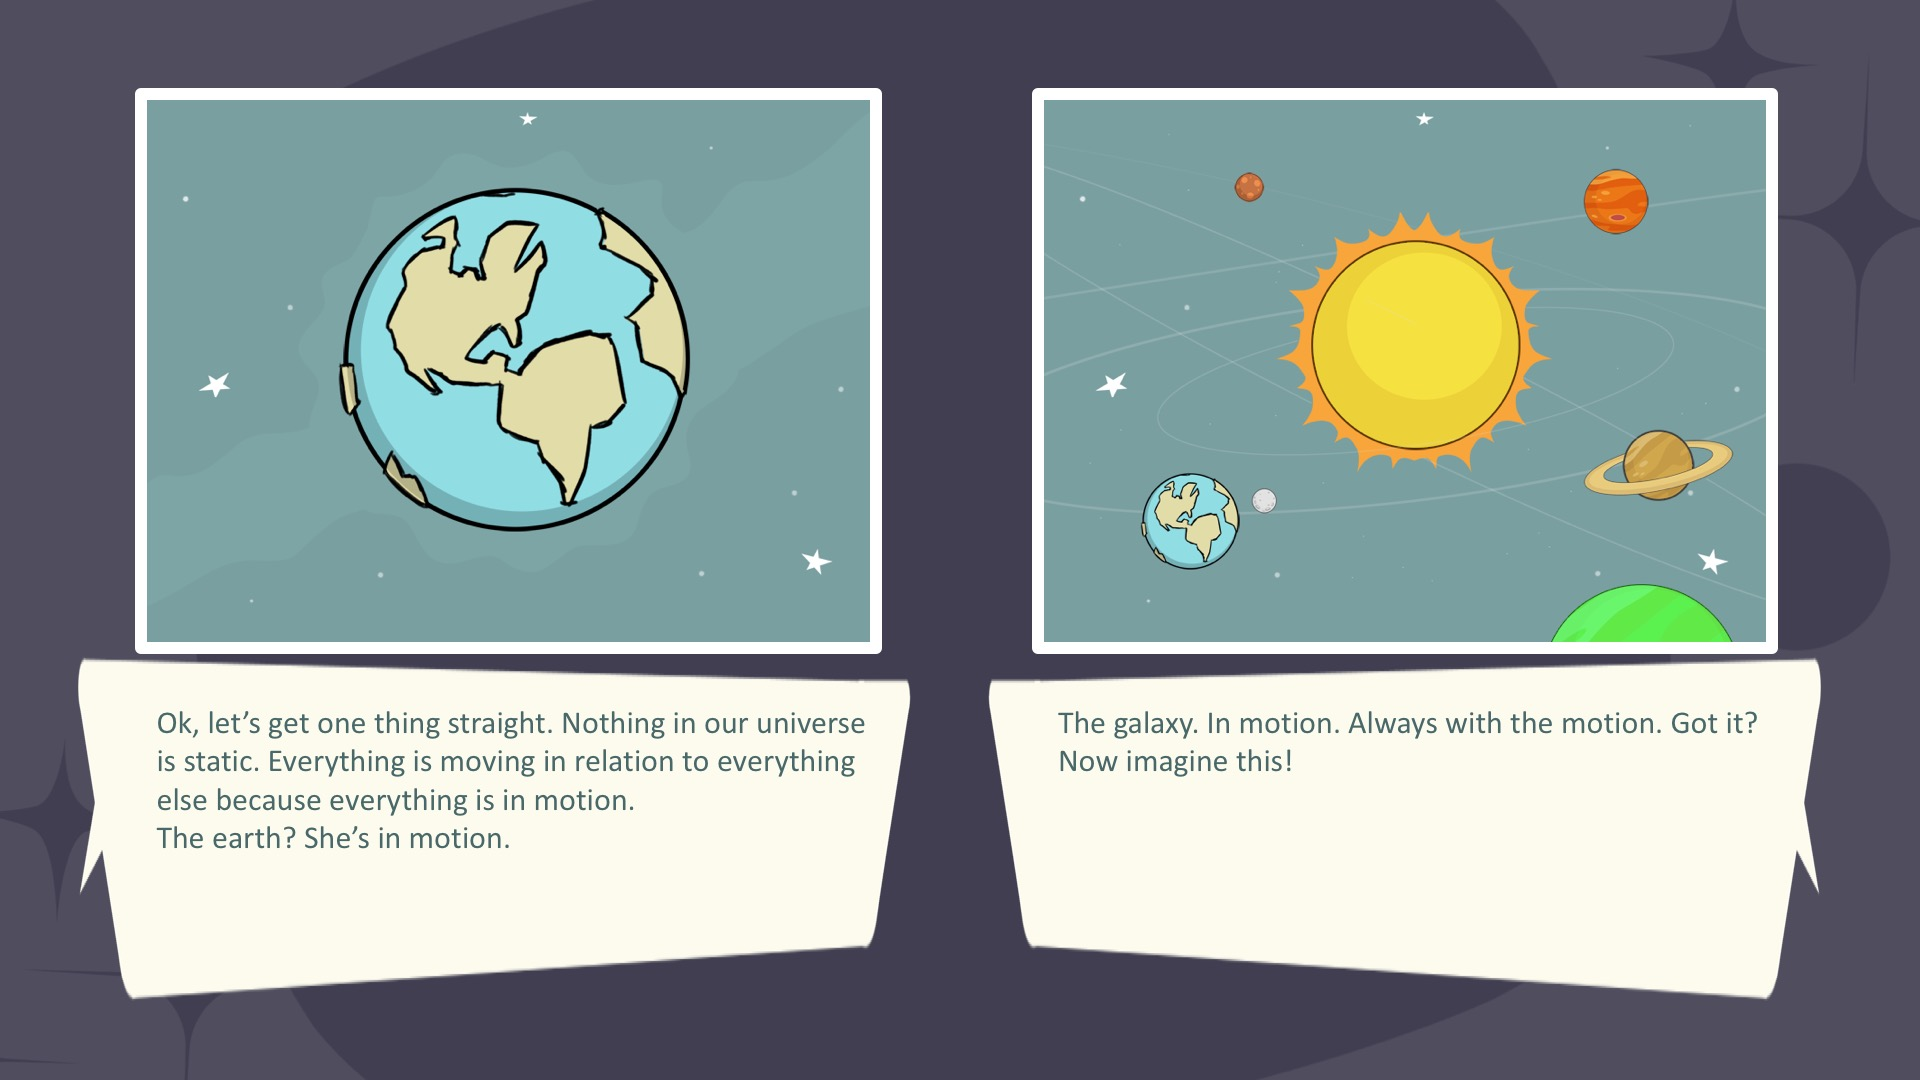 Ok, let’s get one thing straight. Nothing in our universe
is static. Everything is moving in relation to everything
else because everything is in motion.
The earth? She’s in motion.
The galaxy. In motion. Always with the motion. Got it?
Now imagine this!